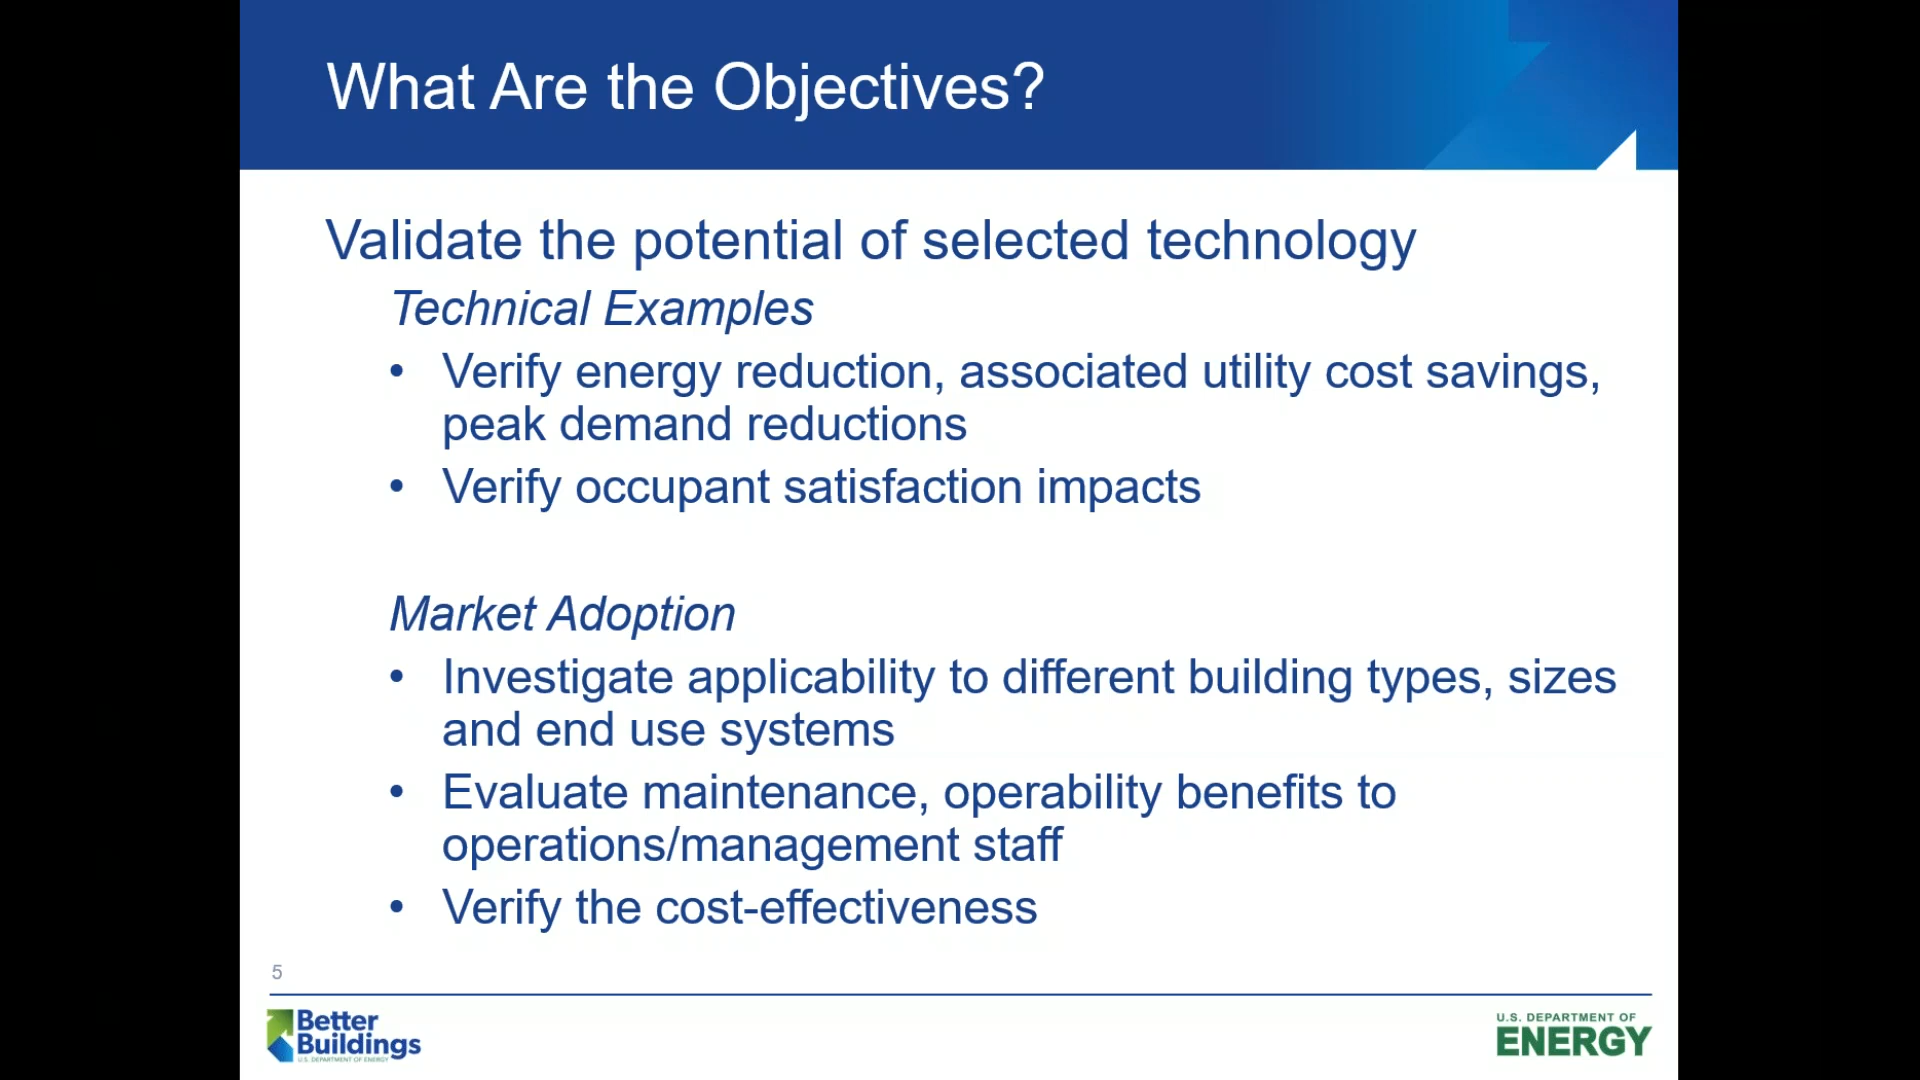 What Are the Objectives?
Validate the potential of selected technology
Technical Examples
• Verify energy reduction, associated utility cost savings,
peak demand reductions
• Verify occupant satisfaction impacts
Market Adoption
• Investigate applicability to different building types, sizes
and end use systems
• Evaluate maintenance, operability benefits to
operations/management staff
• Verify the cost-effectiveness
5
Better
Buildings
U.S. DEPARTMENT OF ENERGY
U.S. DEPARTMENT OF
ENERGY